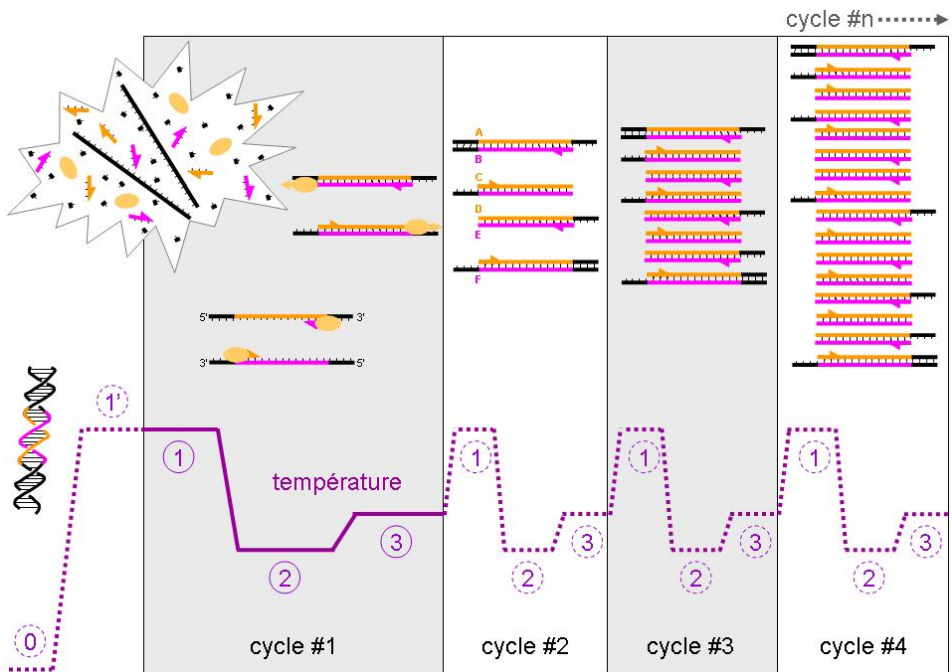 cycle #n
A
B
C
D
E
F
5' 3'
3' 5'
1'
1
température
3
2
0
1
3
2
1
3
2
1
3
2
cycle #1
cycle #2
cycle #3
cycle #4